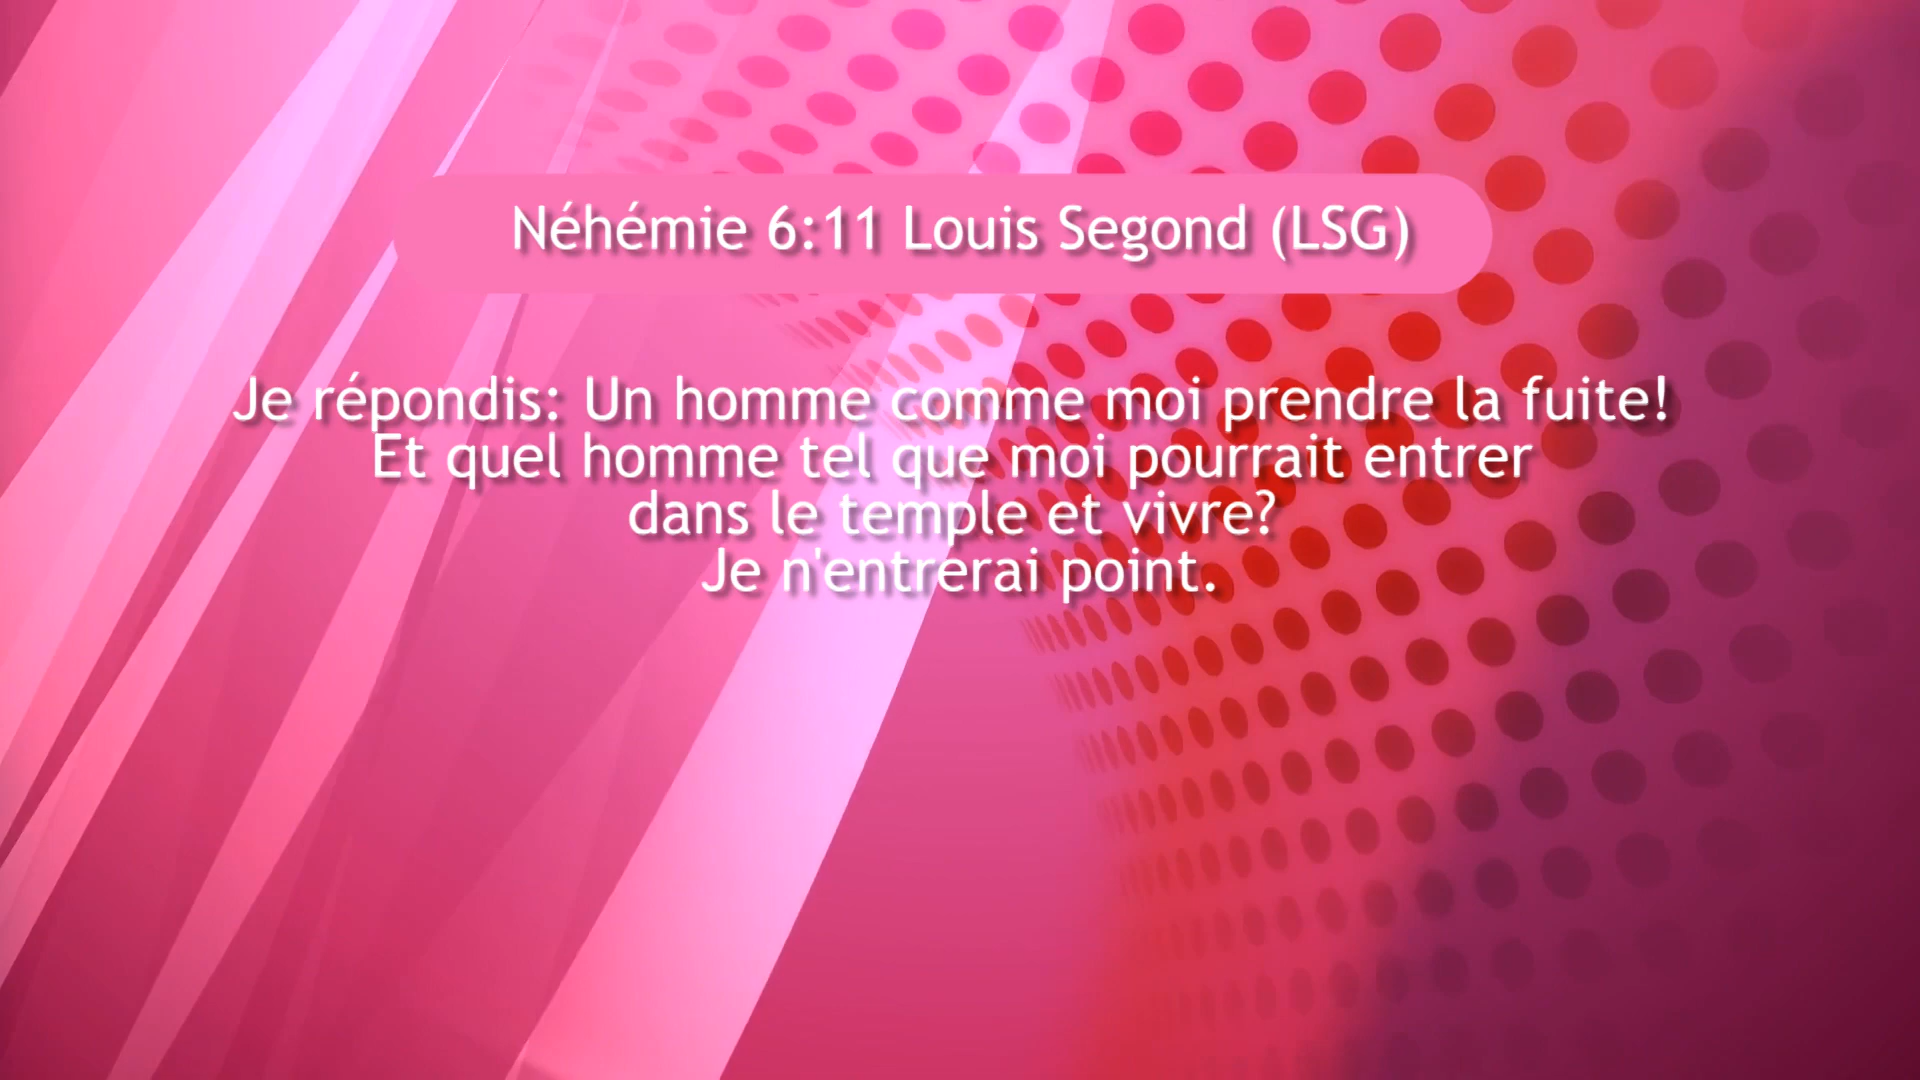 Néhémie 6:11 Louis Segond (LSG)
Je répondis: Un homme comme moi prendre la fuite!
Et quel homme tel que moi pourrait entrer
dans le temple et vivre?
Je n'entrerai point.